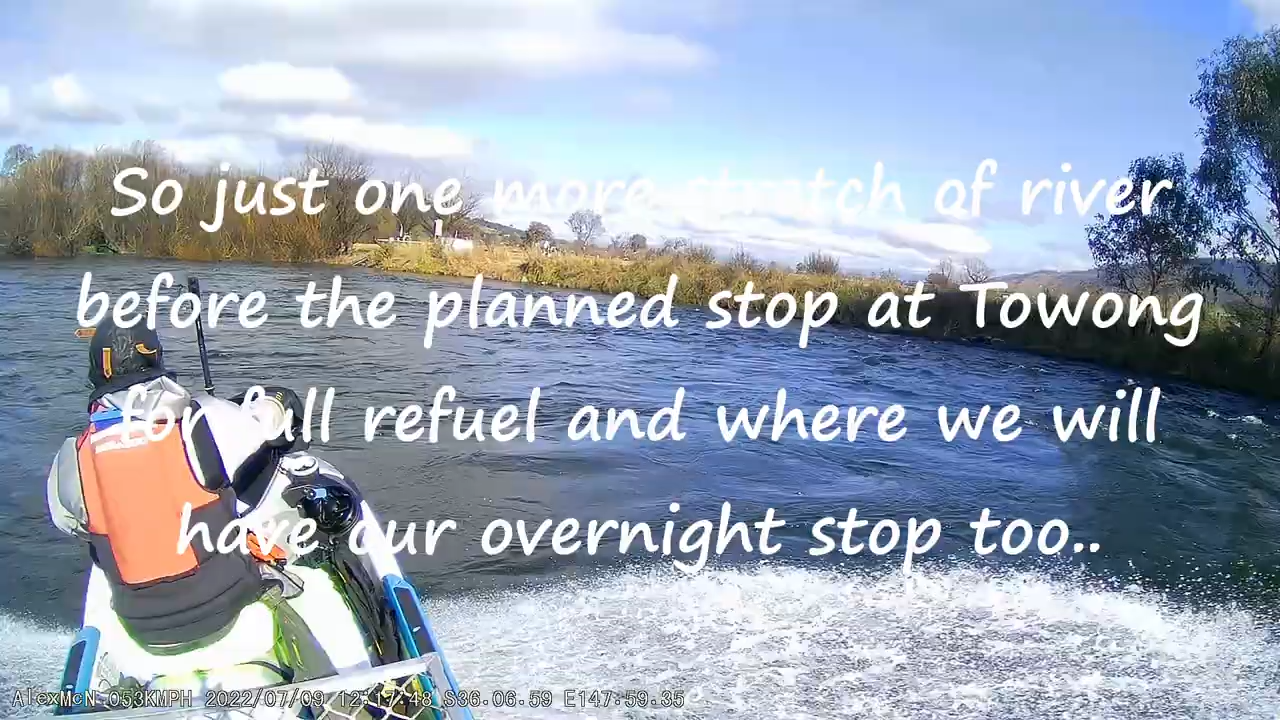 So just one more stretch of river
before the planned stop at Towong
for full refuel and where we will
have our overnight stop too..
AlexMcN 053KMPH 2022/07/09 12:17:48 S36.06.59 E147.59.35